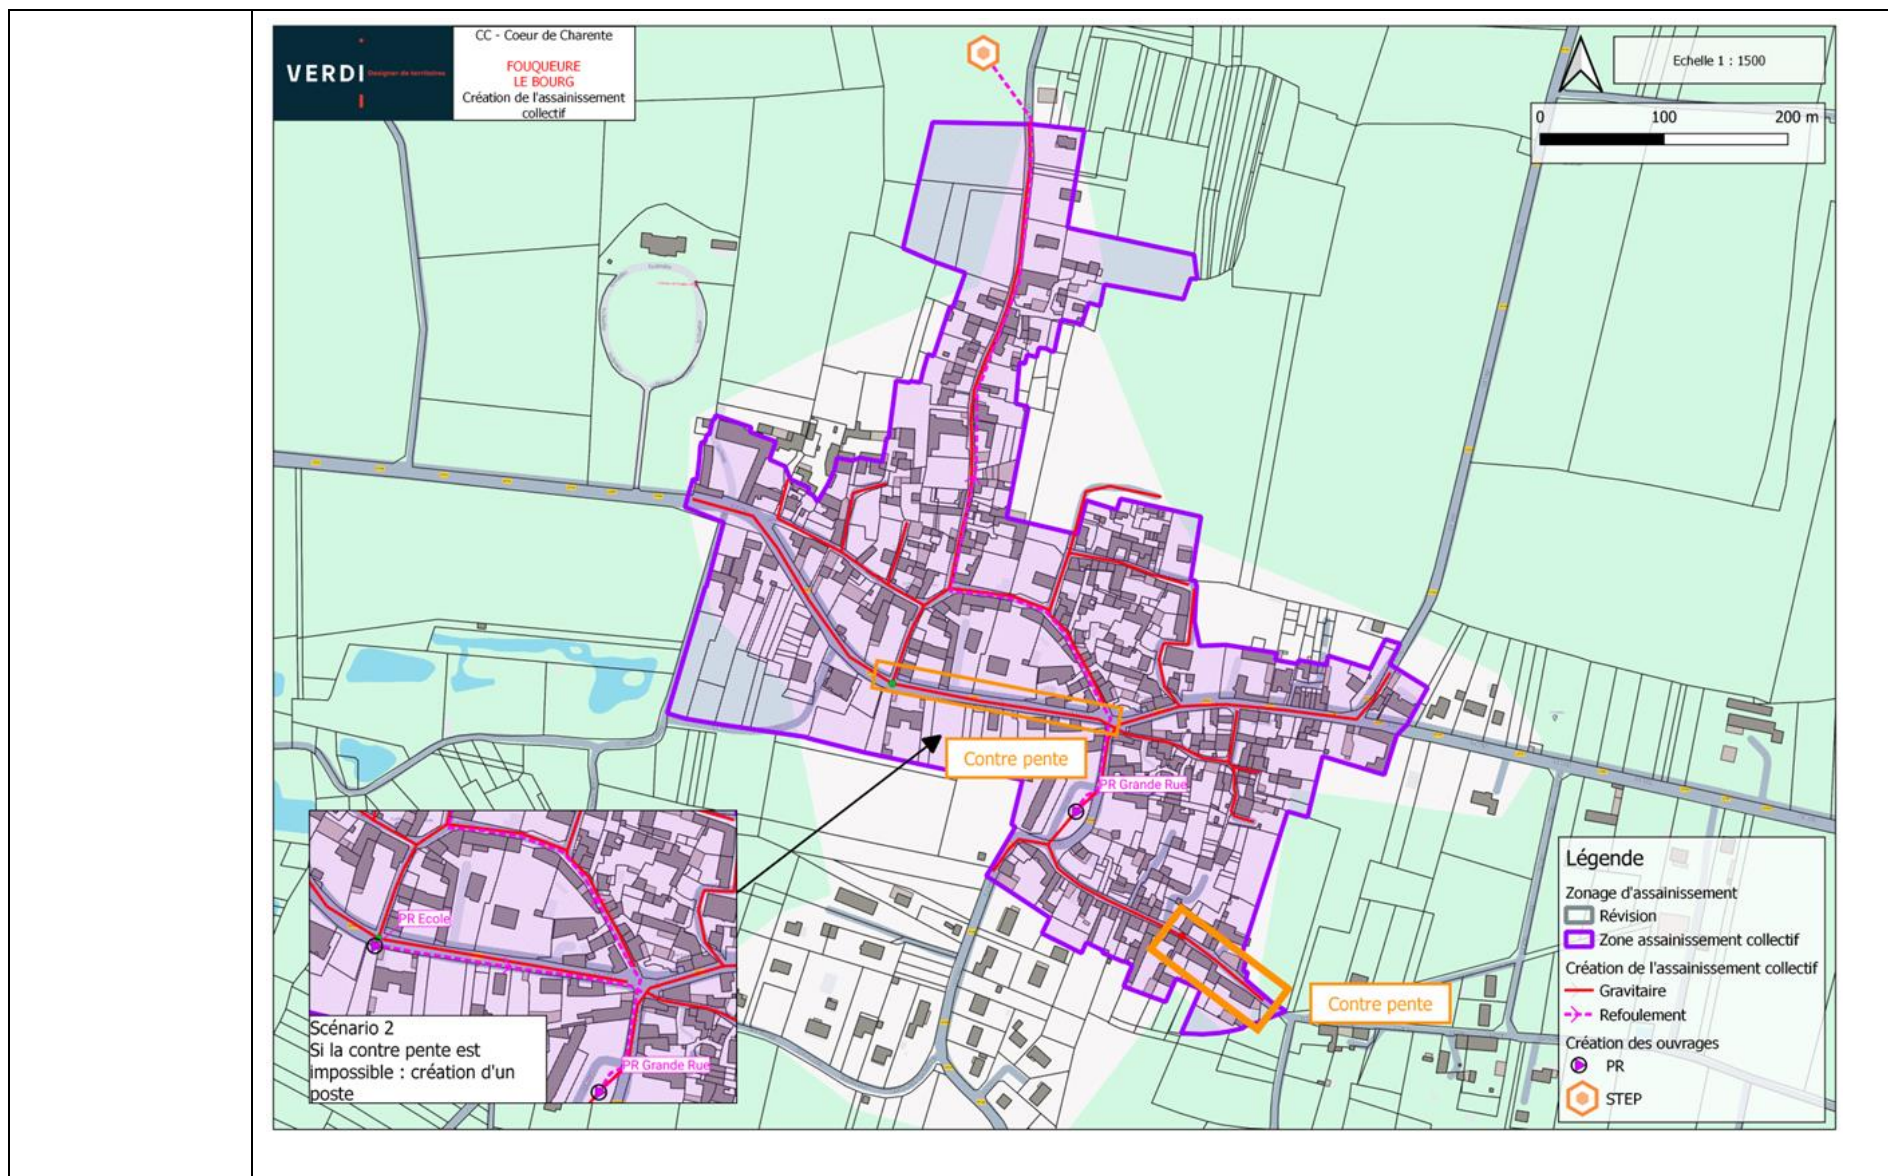 VERDI
Designer de territoires
CC - Coeur de Charente
FOUQUEURE
LE BOURG
Création de l'assainissement
collectif
Echelle 1 : 1500
0 100 200 m
Contre pente
PR Grande Rue
Contre pente
PR Ecole
PR Grande Rue
Scénario 2
Si la contre pente est
impossible : création d'un
poste
Légende
Zonage d'assainissement
Révision
Zone assainissement collectif
Création de l'assainissement collectif
Gravitaire
Refoulement
Création des ouvrages
PR
STEP